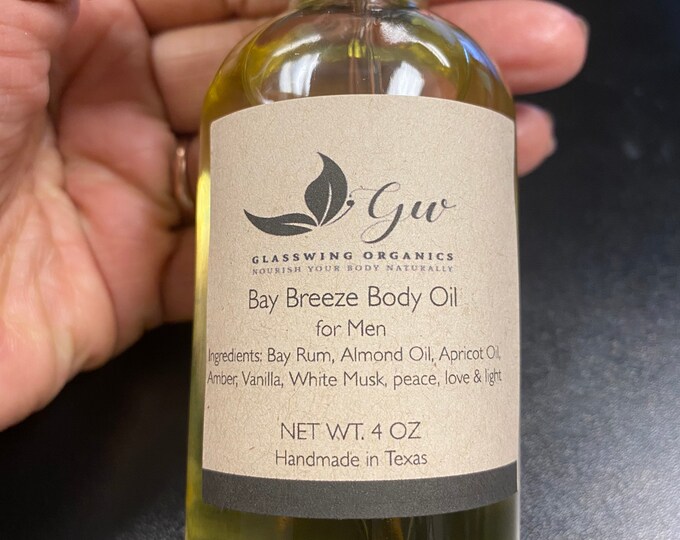 Gw
GLASSWING ORGANICS
NOURISH YOUR BODY NATURALLY
Bay Breeze Body Oil
for Men
Ingredients: Bay Rum, Almond Oil, Apricot Oil,
Amber, Vanilla, White Musk, peace, love & light
NET WT. 4 OZ
Handmade in Texas